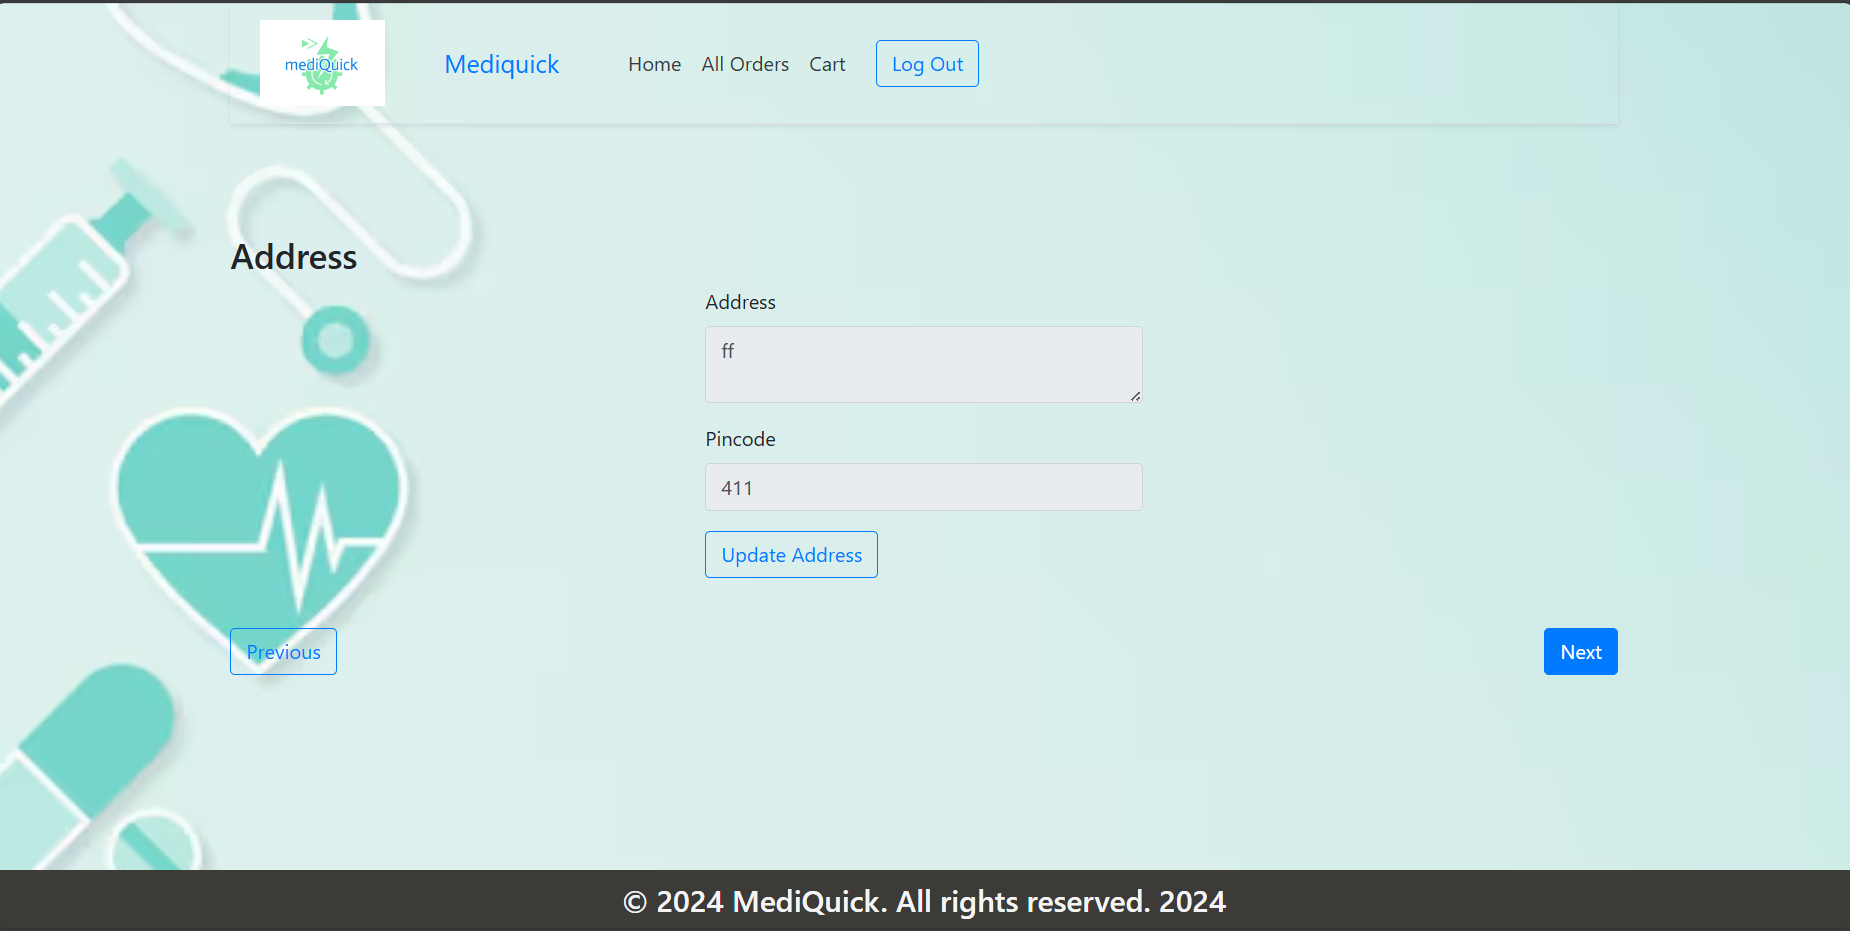 mediQuick
Mediquick
Home All Orders Cart Log Out
Address
Address
ff
Pincode
411
Update Address
Previous Next
© 2024 MediQuick. All rights reserved. 2024